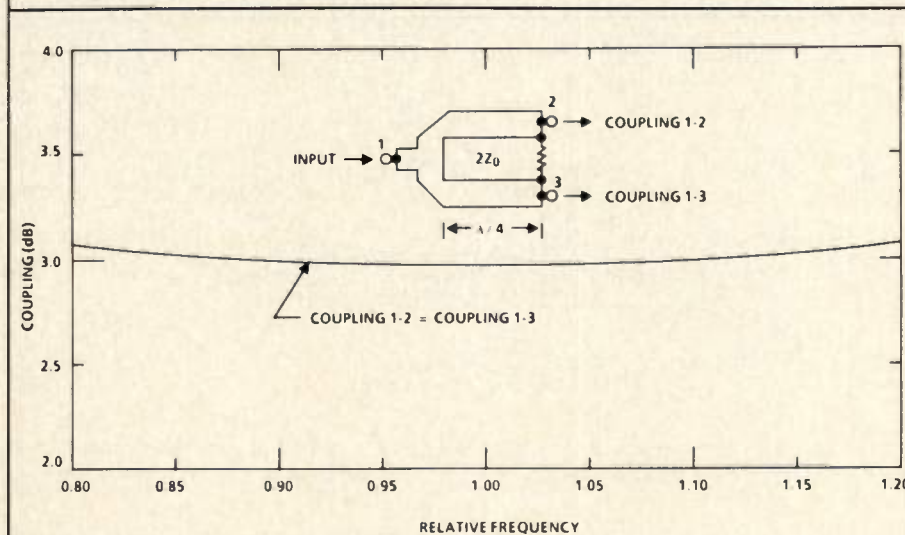 4.0
2
COUPLING 1-2
1
INPUT
2Z0
3.5
3
COUPLING 1-3
λ/4
COUPLING (dB)
3.0
COUPLING 1-2 = COUPLING 1-3
2.5
2.0
0.80 0.85 0.90 0.95 1.00 1.05 1.10 1.15 1.20
RELATIVE FREQUENCY